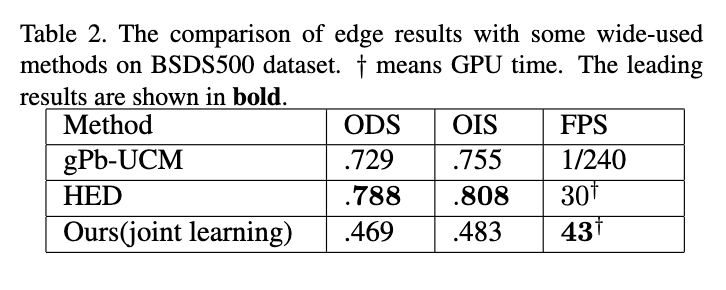 Table 2. The comparison of edge results with some wide-used
methods on BSDS500 dataset. † means GPU time. The leading
results are shown in bold.
Method ODS OIS FPS
gPb-UCM .729 .755 1/240
HED .788 .808 30†
Ours(joint learning) .469 .483 43†